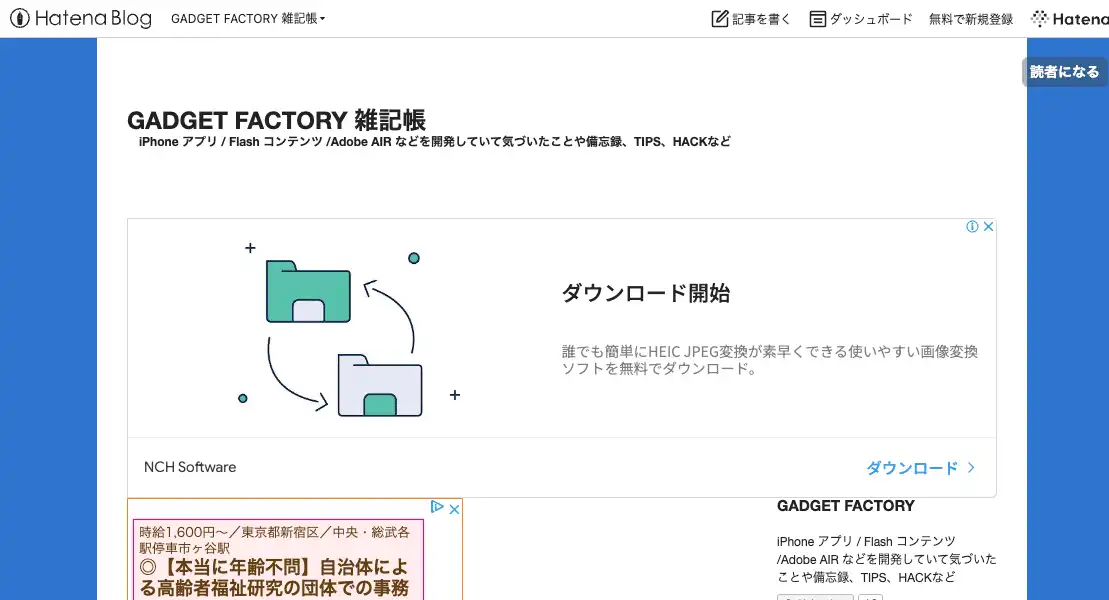 Hatena Blog
GADGET FACTORY 雑記帳
記事を書く
ダッシュボード
無料で新規登録
Hatena
読者になる
GADGET FACTORY 雑記帳
iPhone アプリ / Flash コンテンツ /Adobe AIR などを開発していて気づいたことや備忘録、TIPS、HACKなど
ダウンロード開始
誰でも簡単にHEIC JPEG変換が素早くできる使いやすい画像変換
ソフトを無料でダウンロード。
NCH Software
ダウンロード
時給1,600円～／東京都新宿区／中央・総武各
駅停車市ヶ谷駅
◎【本当に年齢不問】自治体によ
る高齢者福祉研究の団体での事務
GADGET FACTORY
iPhone アプリ / Flash コンテンツ
/Adobe AIR などを開発していて気づいた
ことや備忘録、TIPS、HACKなど